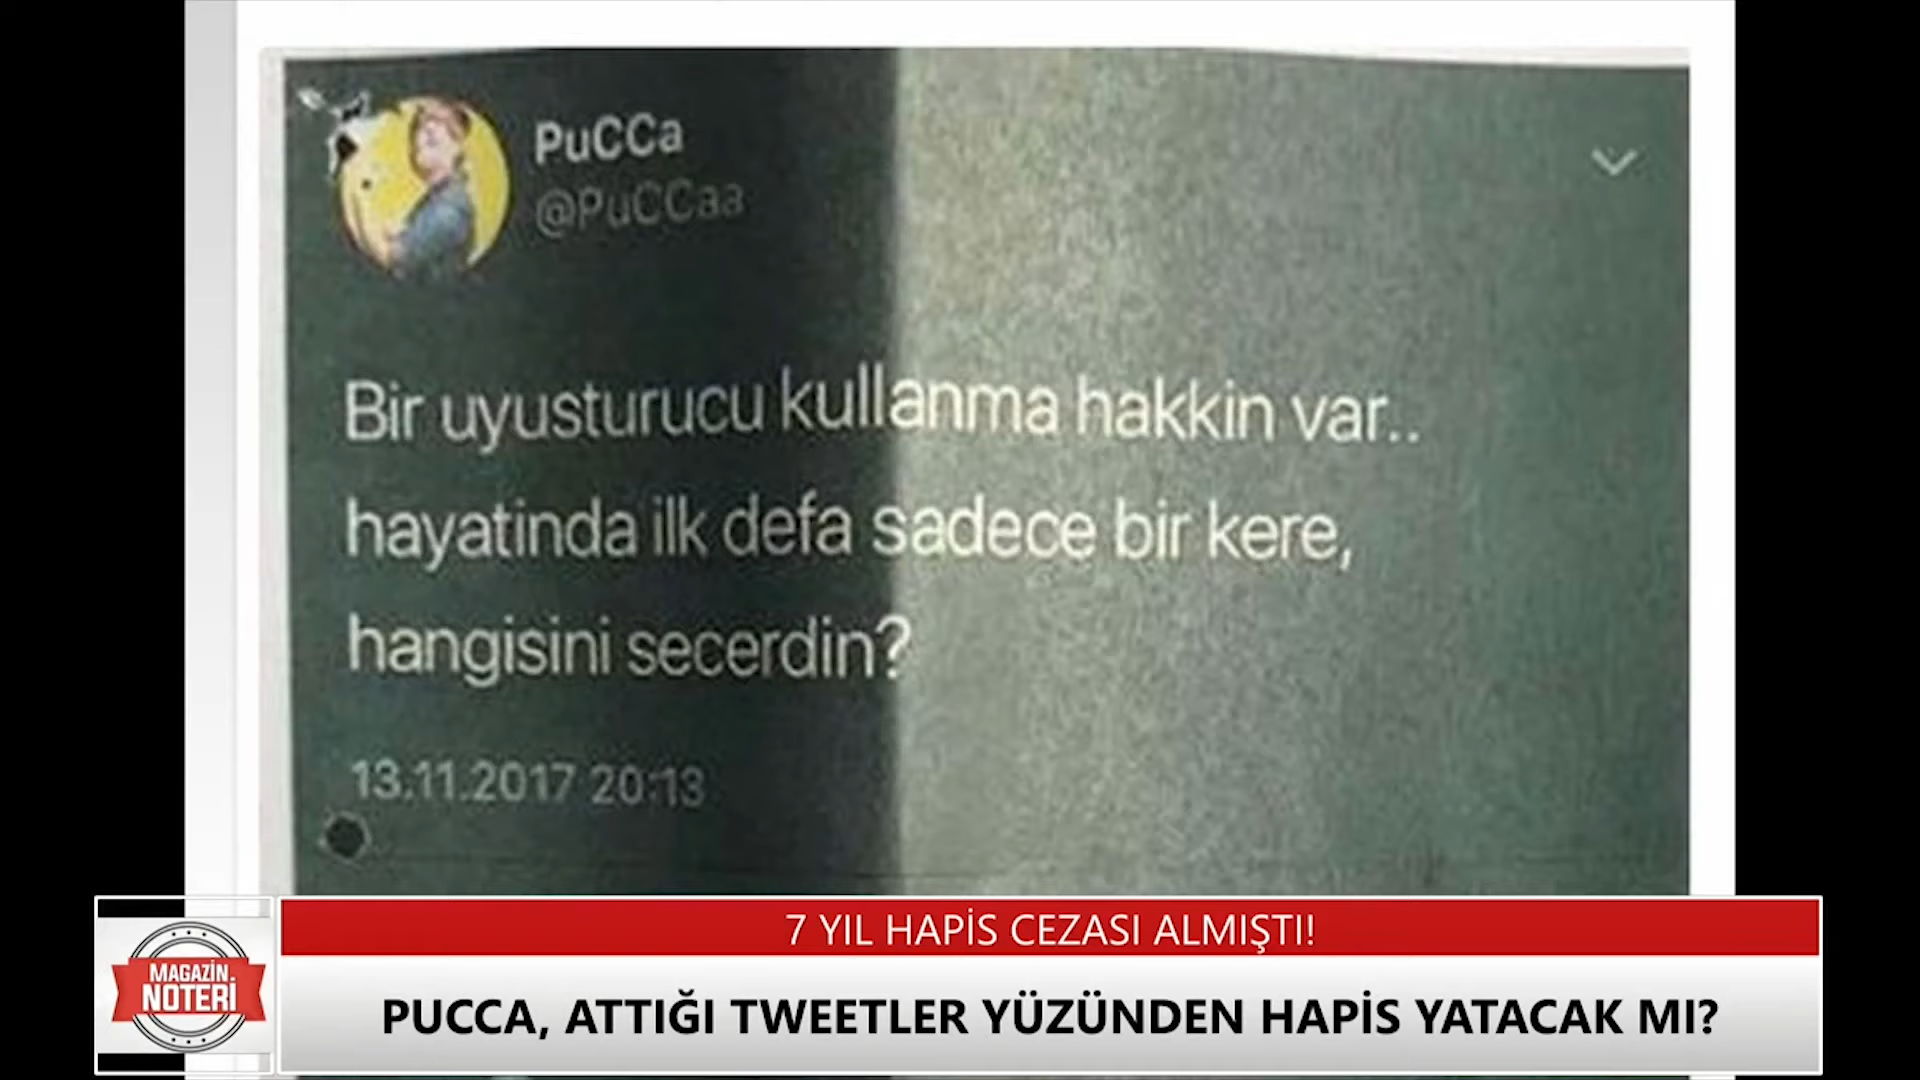 PuCCa
@PuCCaa
Bir uyusturucu kullanma hakkin var..
hayatinda ilk defa sadece bir kere,
hangisini secerdin?
13.11.2017 20:13
7 YIL HAPİS CEZASI ALMIŞTI!
MAGAZİN
NOTERİ
PUCCA, ATTIĞI TWEETLER YÜZÜNDEN HAPİS YATACAK MI?